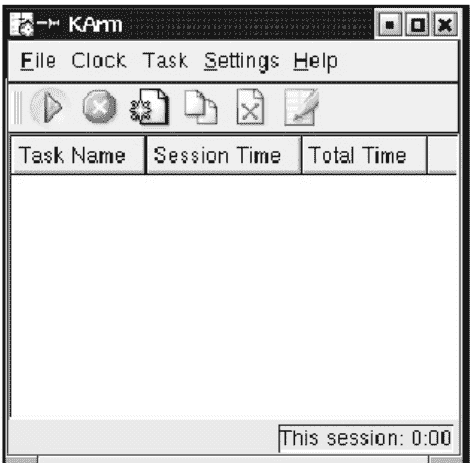 KArm
File Clock Task Settings Help
Task Name Session Time Total Time
This session: 0:00